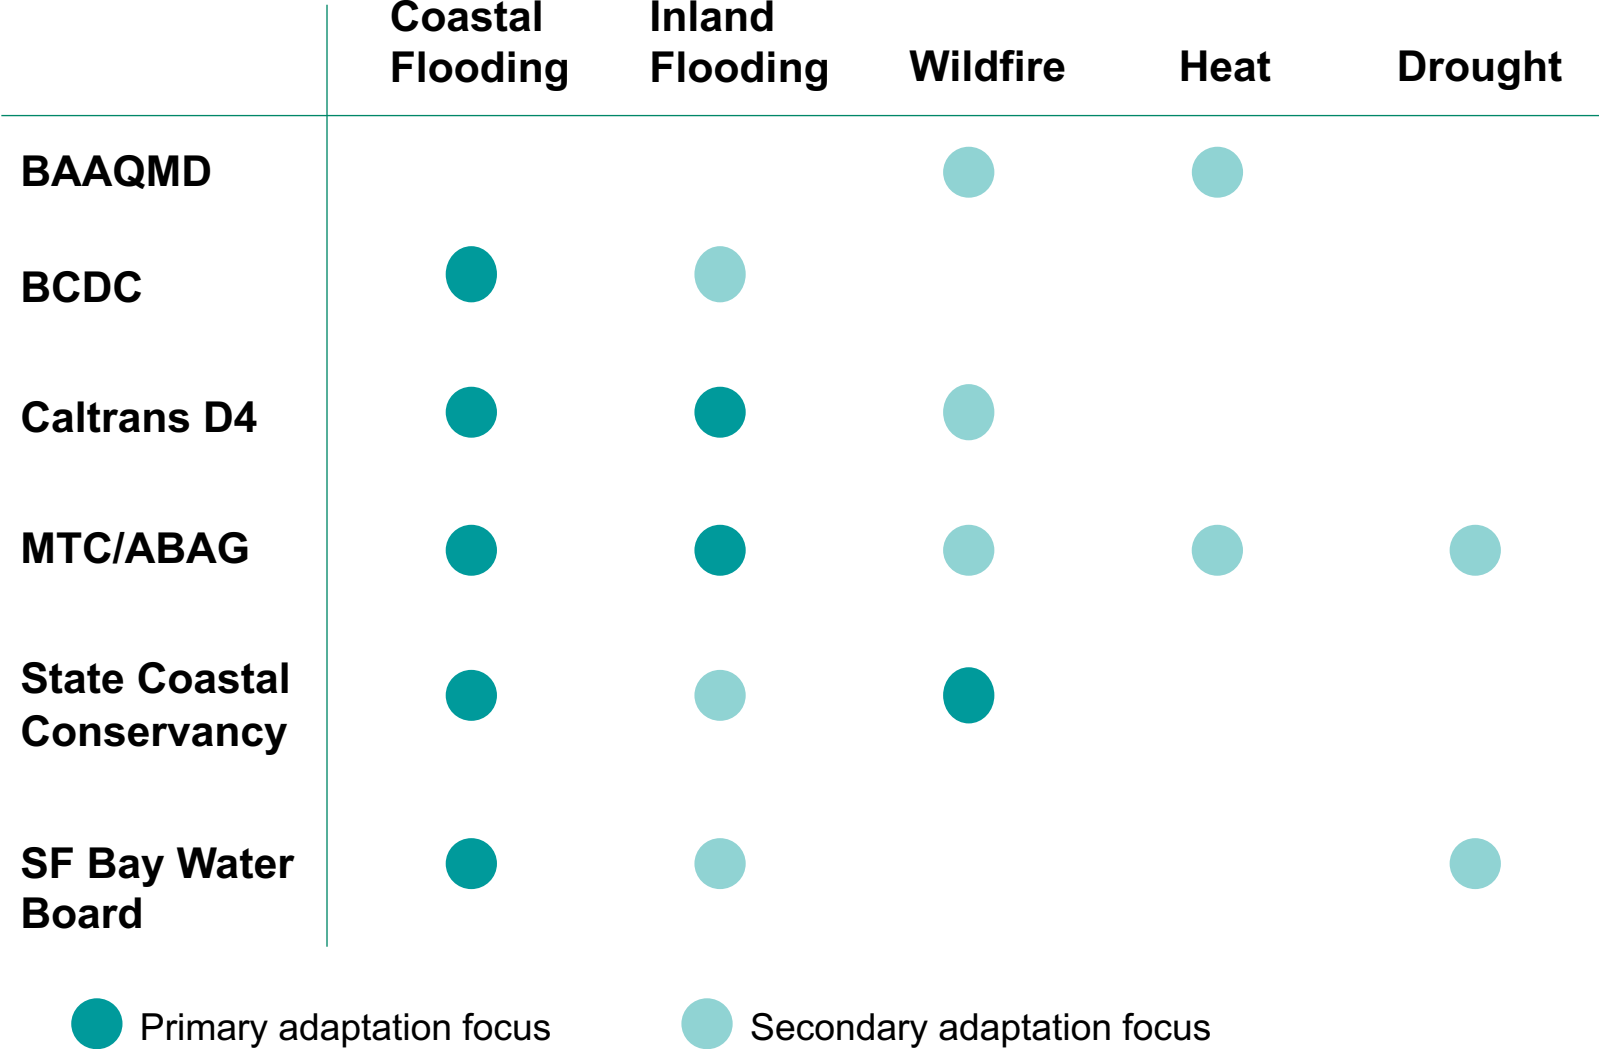 Coastal
Flooding
Inland
Flooding
Wildfire
Heat
Drought
BAAQMD
BCDC
Caltrans D4
MTC/ABAG
State Coastal
Conservancy
SF Bay Water
Board
Primary adaptation focus
Secondary adaptation focus